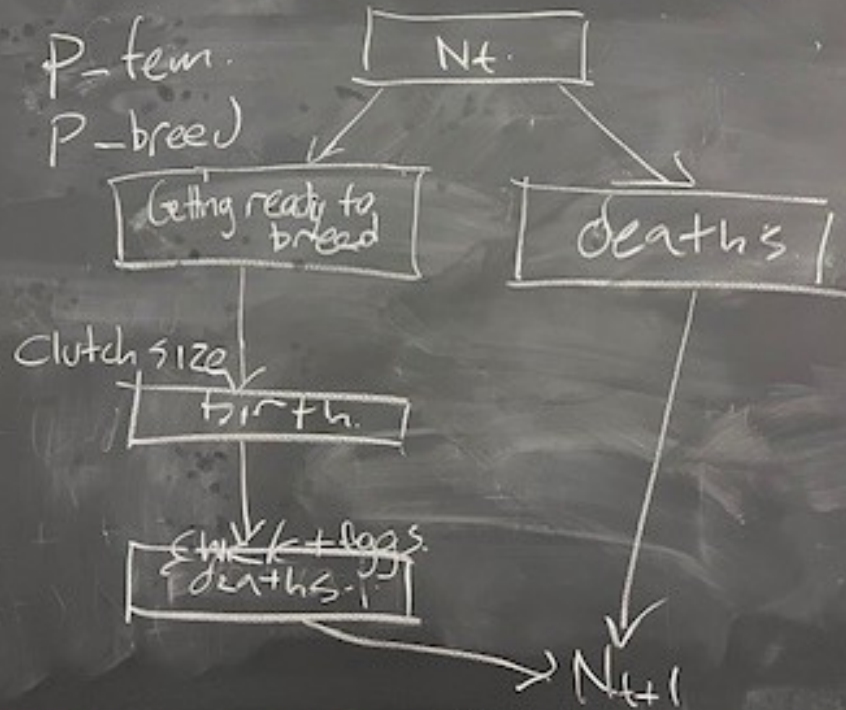 P_fem.
Nt.
P_breed
Getting ready to
breed
deaths
Clutch size
birth.
chick + eggs.
deaths.
Nt+1